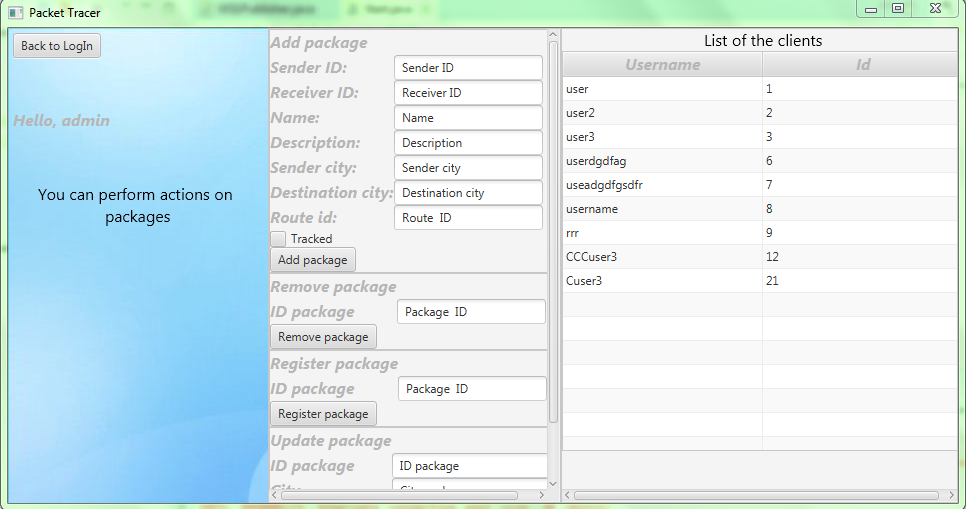 Packet Tracer
Back to LogIn
Hello, admin
You can perform actions on
packages
Add package
Sender ID: Sender ID
Receiver ID: Receiver ID
Name: Name
Description: Description
Sender city: Sender city
Destination city: Destination city
Route id: Route ID
Tracked
Add package
Remove package
ID package Package ID
Remove package
Register package
ID package Package ID
Register package
Update package
ID package ID package
List of the clients
Username Id
user 1
user2 2
user3 3
userdgdfag 6
useadgdfgsdfr 7
username 8
rrr 9
CCCuser3 12
Cuser3 21